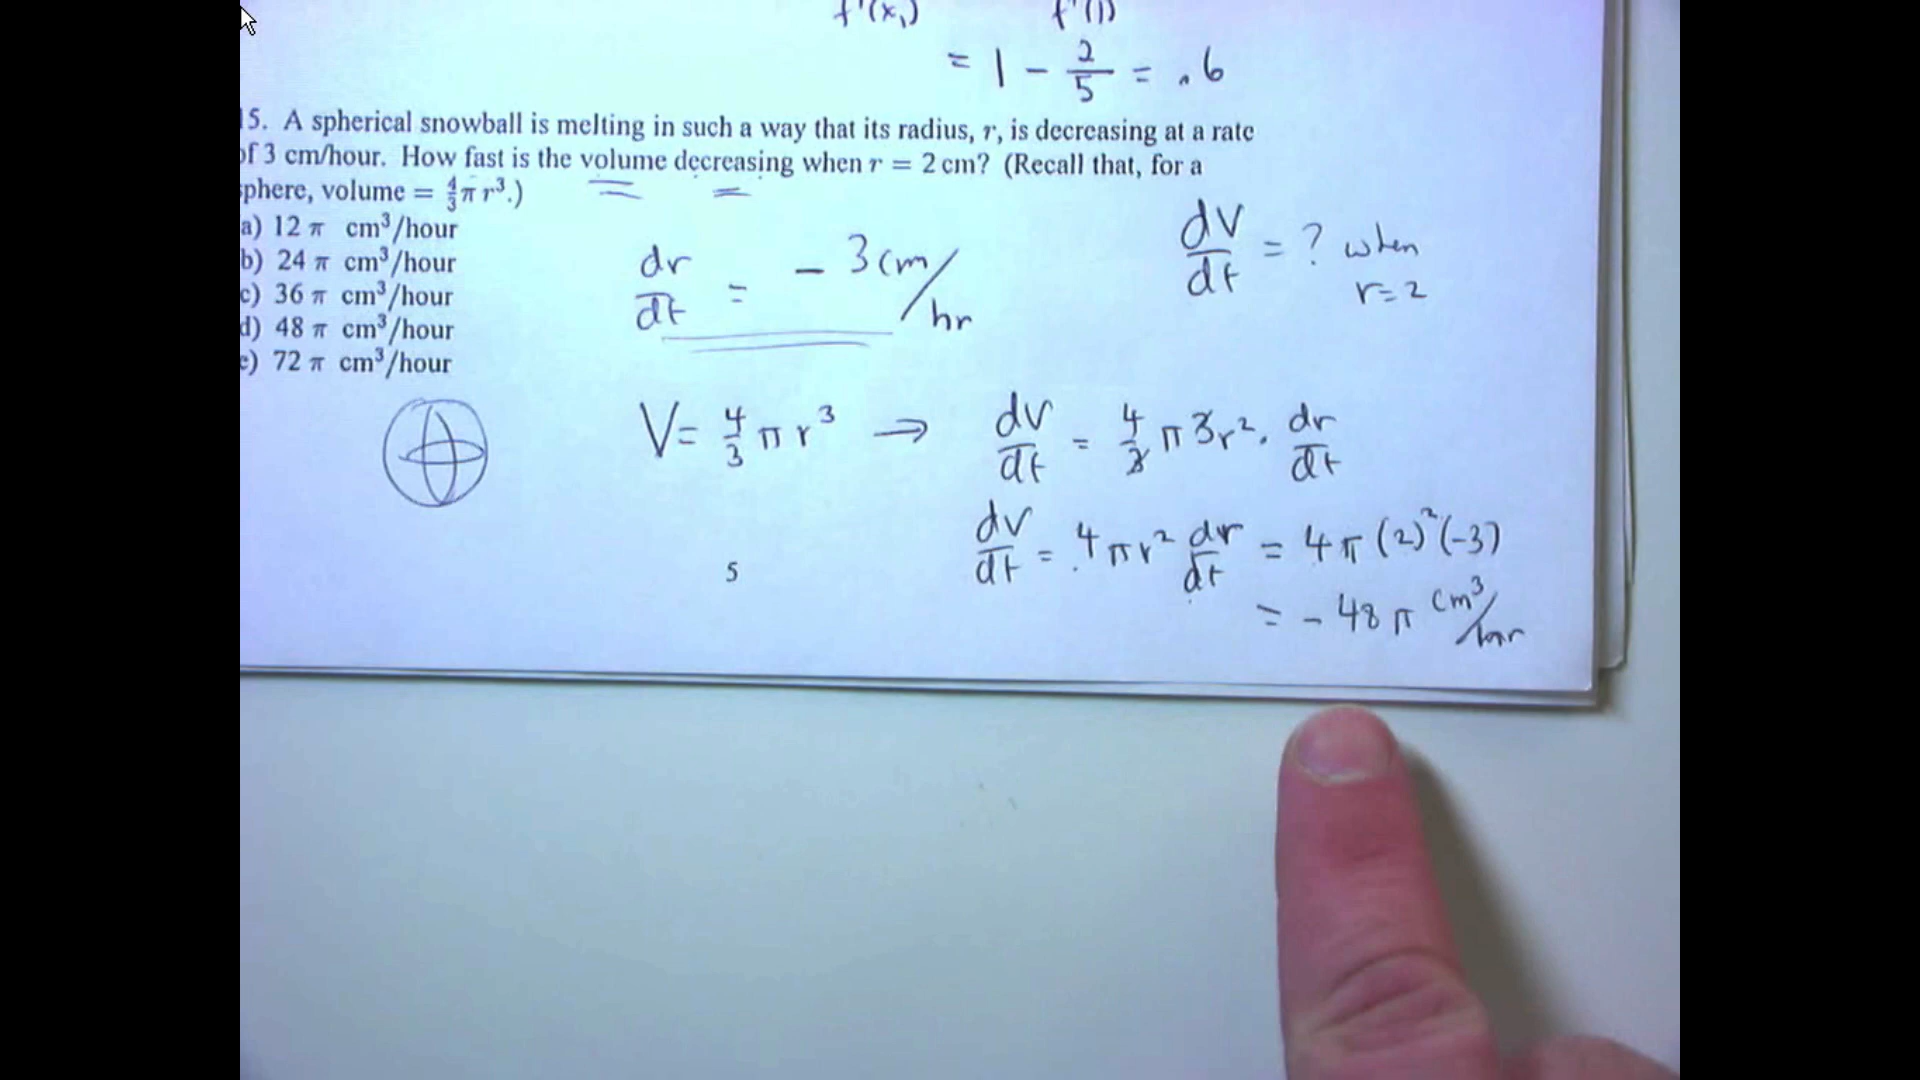 f'(x₁) f'(1)
= 1 - 2/5 = .6
15. A spherical snowball is melting in such a way that its radius, r, is decreasing at a rate
of 3 cm/hour. How fast is the volume decreasing when r = 2 cm? (Recall that, for a
sphere, volume = 4/3 π r³.)
a) 12 π cm³/hour
b) 24 π cm³/hour
c) 36 π cm³/hour
d) 48 π cm³/hour
e) 72 π cm³/hour
dr/dt = - 3 cm/hr
dV/dt = ? when
r=2
V = 4/3 π r³ → dV/dt = 4/3 π 3r² · dr/dt
dV/dt = 4πr² dr/dt = 4π (2)² (-3)
= - 48 π cm³/hr
5